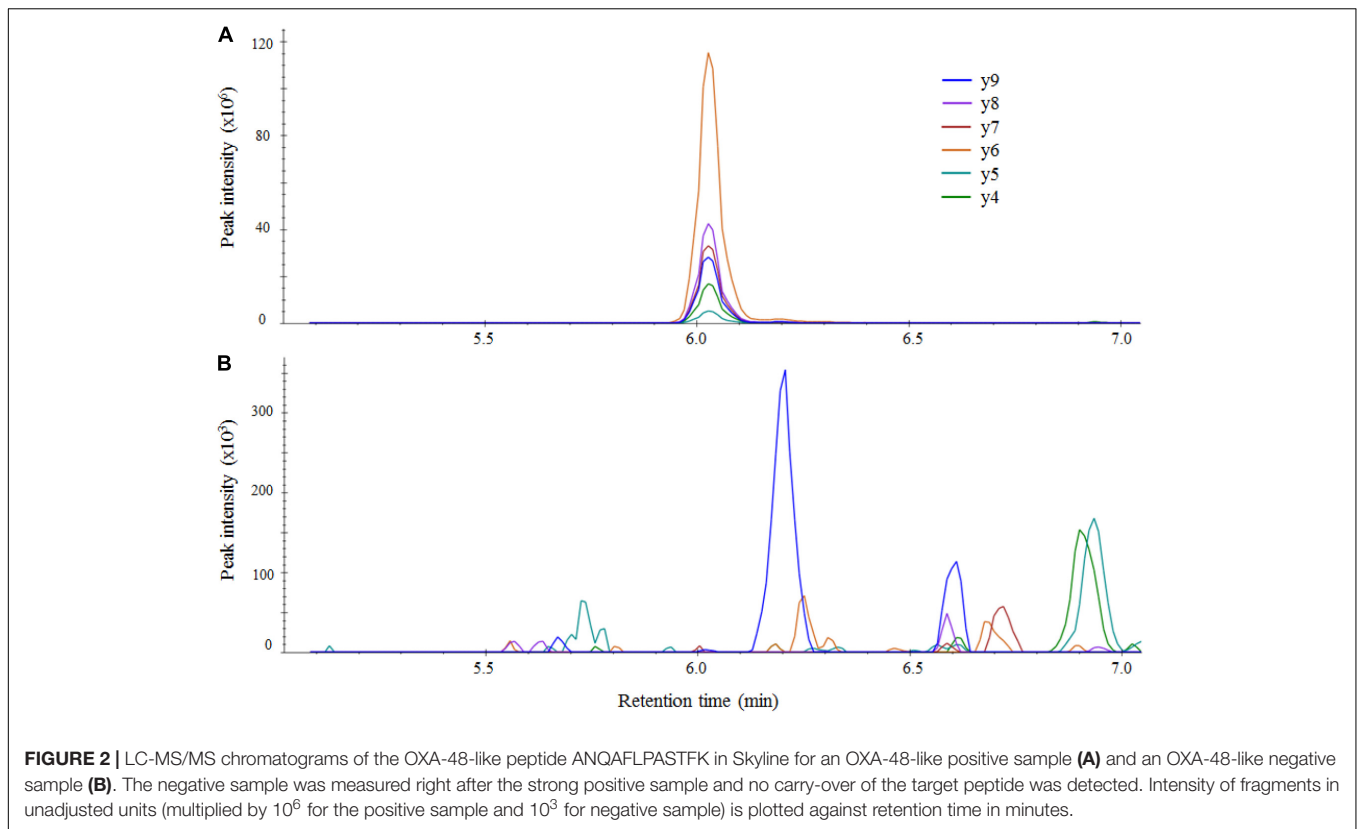 A
120
80
40
0
Peak intensity (x10⁶)
y9
y8
y7
y6
y5
y4
5.5
6.0
6.5
7.0
B
300
200
100
0
Peak intensity (x10³)
5.5
6.0
6.5
7.0
Retention time (min)
FIGURE 2 | LC-MS/MS chromatograms of the OXA-48-like peptide ANQAFLPASTFK in Skyline for an OXA-48-like positive sample (A) and an OXA-48-like negative
sample (B). The negative sample was measured right after the strong positive sample and no carry-over of the target peptide was detected. Intensity of fragments in
unadjusted units (multiplied by 10⁶ for the positive sample and 10³ for negative sample) is plotted against retention time in minutes.